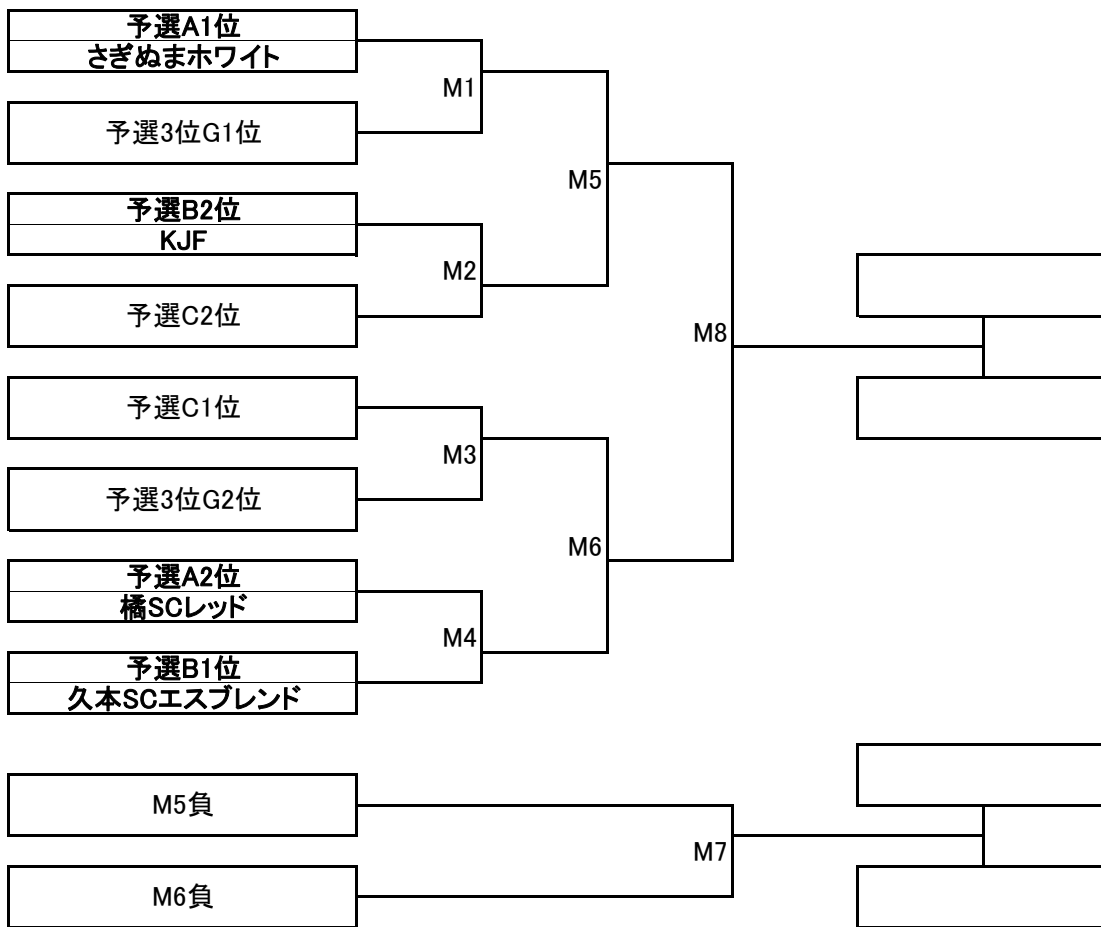 予選A1位
さぎぬまホワイト
M1
予選3位G1位
M5
予選B2位
KJF
M2
予選C2位
M8
予選C1位
M3
予選3位G2位
M6
予選A2位
橘SCレッド
M4
予選B1位
久本SCエスブレンド
M5負
M7
M6負